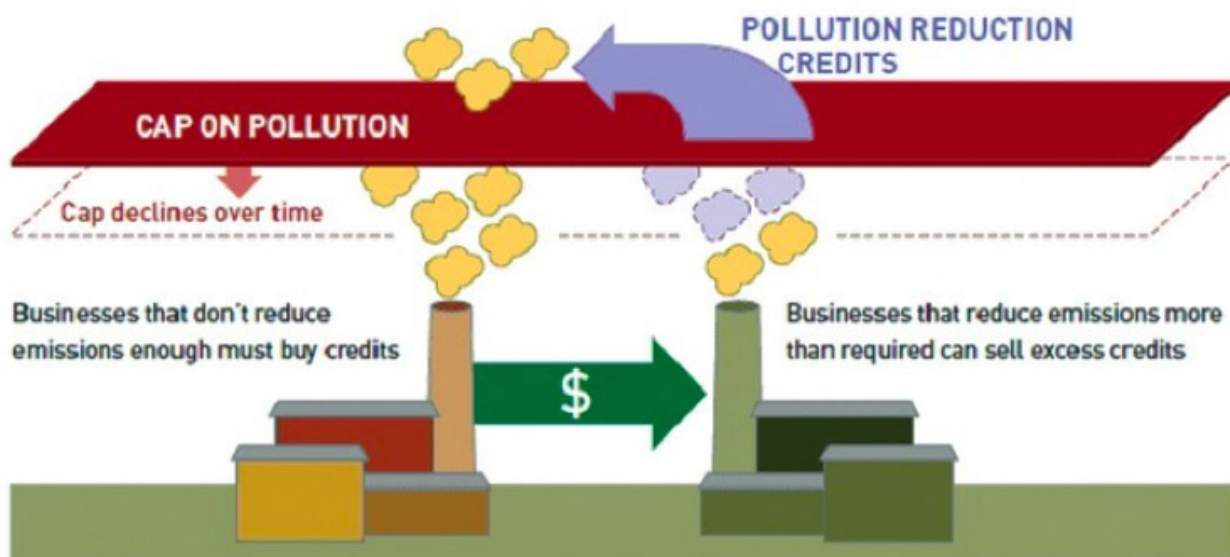 POLLUTION REDUCTION
CREDITS
CAP ON POLLUTION
Cap declines over time
Businesses that don't reduce
emissions enough must buy credits
$
Businesses that reduce emissions more
than required can sell excess credits